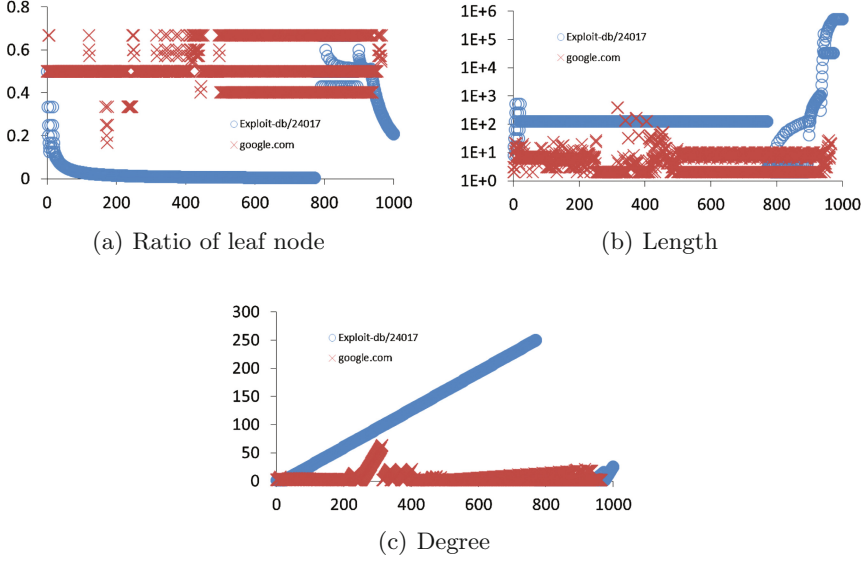 0.8
0.6
0.4
0.2
0
0 200 400 600 800 1000
Exploit-db/24017
google.com
(a) Ratio of leaf node
1E+6
1E+5
1E+4
1E+3
1E+2
1E+1
1E+0
0 200 400 600 800 1000
Exploit-db/24017
google.com
(b) Length
300
250
200
150
100
50
0
0 200 400 600 800 1000
Exploit-db/24017
google.com
(c) Degree